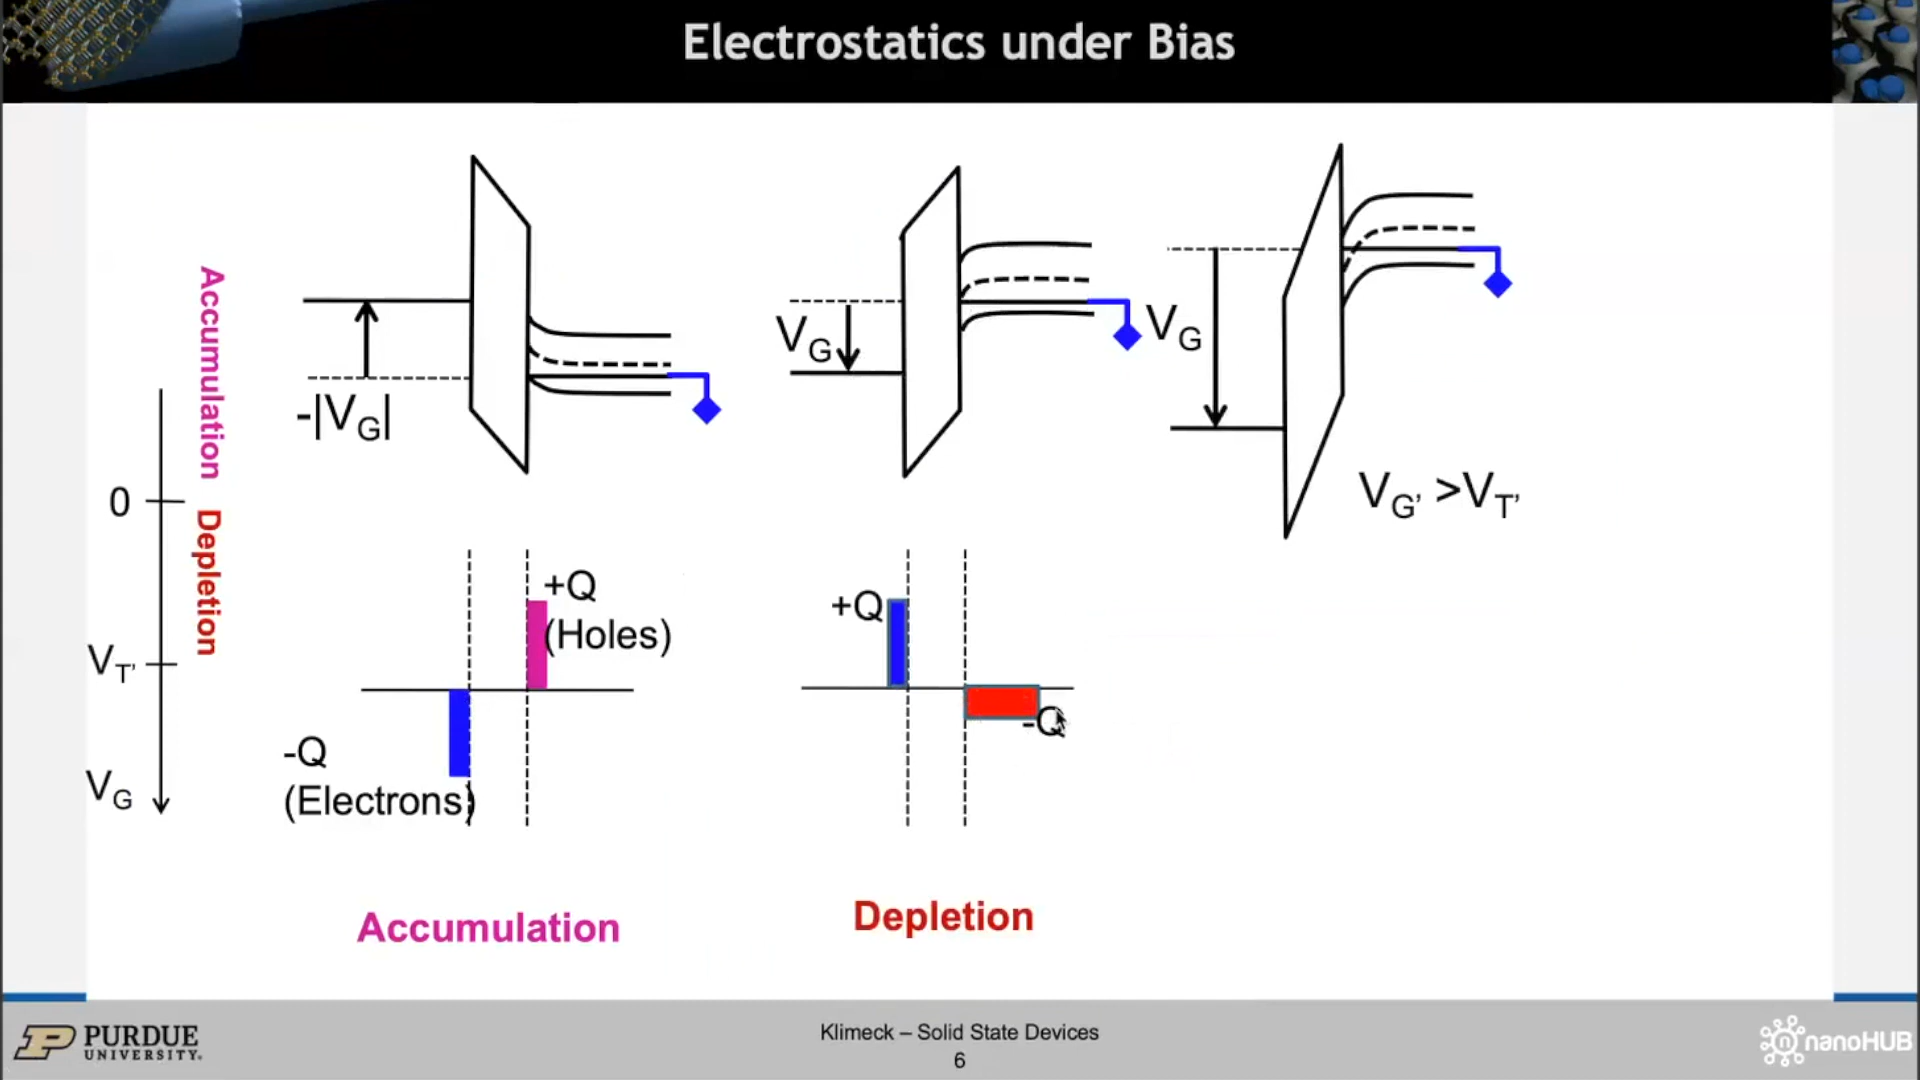 Electrostatics under Bias
Accumulation
Depletion
0
V_T'
V_G
-|V_G|
V_G
V_G
V_G' >V_T'
+Q
(Holes)
-Q
(Electrons)
+Q
-Q
Accumulation
Depletion
PURDUE
UNIVERSITY
Klimeck – Solid State Devices
6
nanoHUB